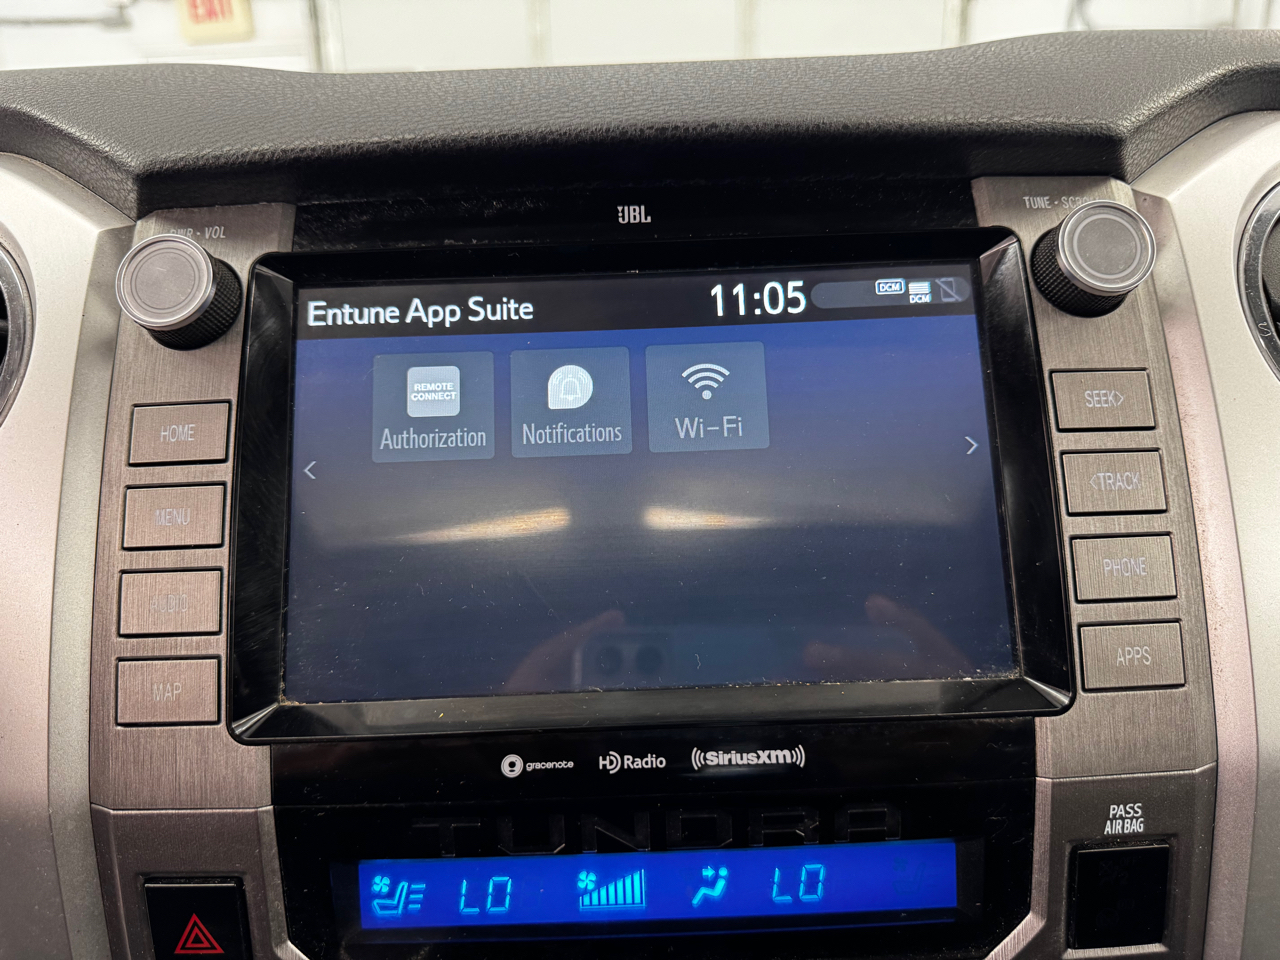 EXIT
JBL
PWR · VOL
TUNE · SCROLL
Entune App Suite
11:05
DCM
DCM
REMOTE
CONNECT
Authorization
Notifications
Wi-Fi
<
>
HOME
MENU
AUDIO
MAP
SEEK>
<TRACK
PHONE
APPS
gracenote
HD Radio
((SiriusXM))
TUNDRA
PASS
AIR BAG
LO
LO